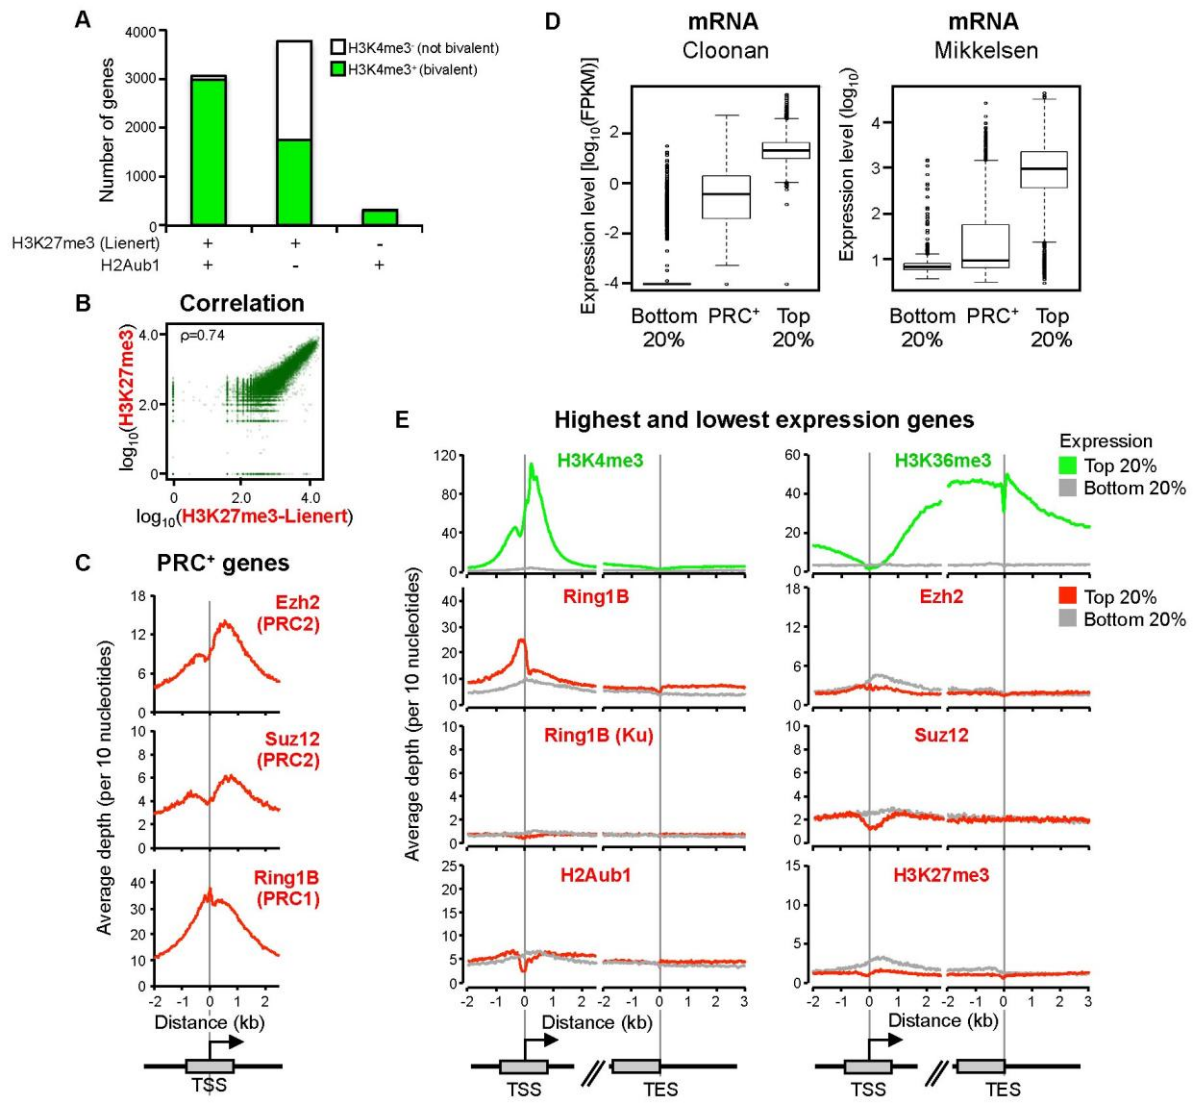 A
Number of genes
4000
3000
2000
1000
0
H3K4me3- (not bivalent)
H3K4me3+ (bivalent)
H3K27me3 (Lienert) + + -
H2Aub1 + - +
B
Correlation
ρ=0.74
log10(H3K27me3)
4.0
2.0
0
0 2.0 4.0
log10(H3K27me3-Lienert)
C
PRC+ genes
Average depth (per 10 nucleotides)
18
12
6
0
Ezh2
(PRC2)
10
8
6
4
2
0
Suz12
(PRC2)
40
30
20
10
0
Ring1B
(PRC1)
-2 -1 0 1 2
Distance (kb)
TSS
D
mRNA
Cloonan
Expression level [log10(FPKM)]
2
0
-2
-4
Bottom PRC+ Top
20% 20%
mRNA
Mikkelsen
Expression level (log10)
4
3
2
1
Bottom PRC+ Top
20% 20%
E
Highest and lowest expression genes
Average depth (per 10 nucleotides)
120
80
40
0
H3K4me3
60
40
20
0
H3K36me3
Expression
Top 20%
Bottom 20%
40
30
20
10
0
Ring1B
18
12
6
0
Ezh2
Top 20%
Bottom 20%
10
8
6
4
2
0
Ring1B (Ku)
10
8
6
4
2
0
Suz12
25
20
15
10
5
0
H2Aub1
15
10
5
0
H3K27me3
-2 -1 0 1 2 -2 -1 0 1 2 3
Distance (kb)
TSS TES
-2 -1 0 1 2 -2 -1 0 1 2 3
Distance (kb)
TSS TES